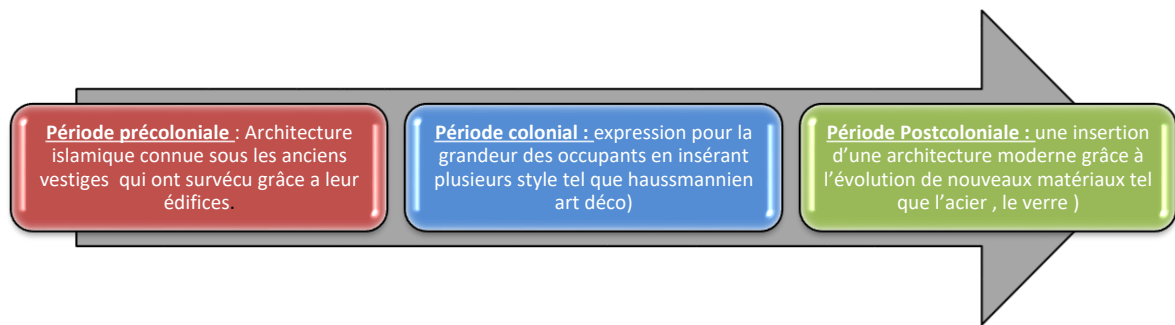 Période précoloniale : Architecture
islamique connue sous les anciens
vestiges qui ont survécu grâce a leur
édifices.
Période colonial : expression pour la
grandeur des occupants en insérant
plusieurs style tel que haussmannien
art déco)
Période Postcoloniale : une insertion
d’une architecture moderne grâce à
l’évolution de nouveaux matériaux tel
que l’acier , le verre )